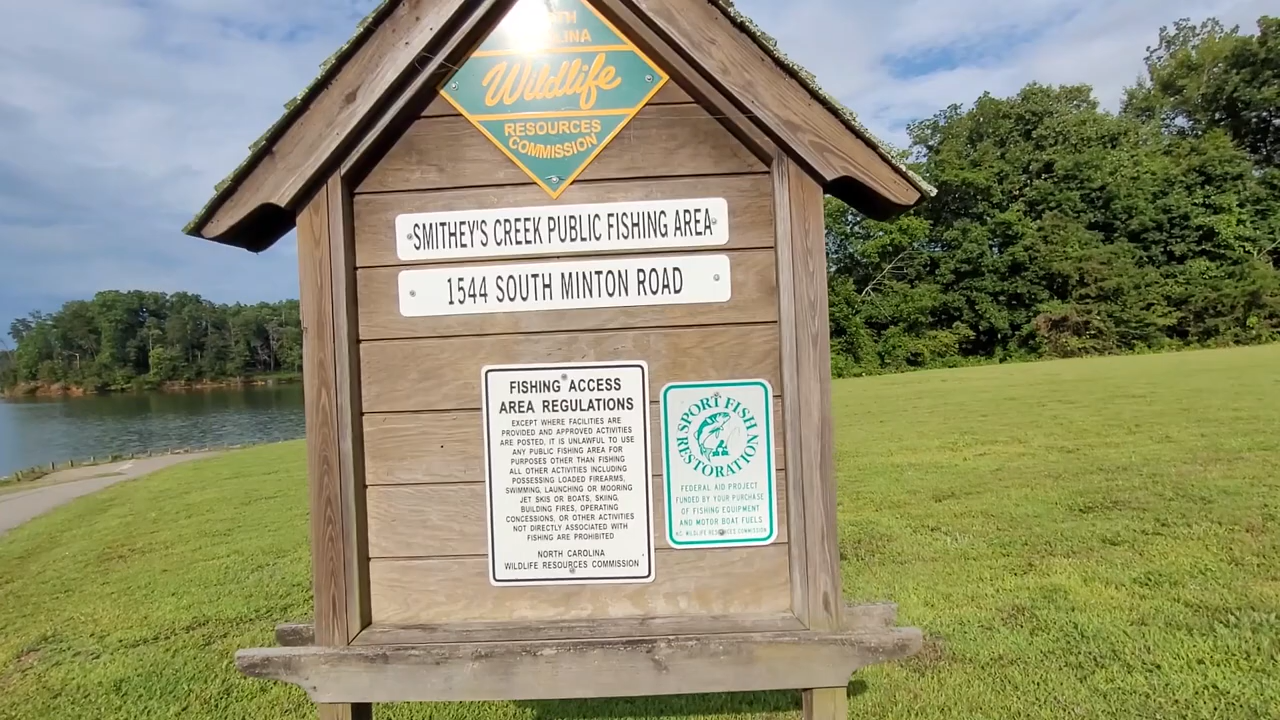 Wildlife
RESOURCES
COMMISSION
SMITHEY'S CREEK PUBLIC FISHING AREA
1544 SOUTH MINTON ROAD
FISHING ACCESS
AREA REGULATIONS
EXCEPT WHERE FACILITIES ARE
PROVIDED AND APPROVED ACTIVITIES
ARE POSTED, IT IS UNLAWFUL TO USE
ANY PUBLIC FISHING AREA FOR
PURPOSES OTHER THAN FISHING
ALL OTHER ACTIVITIES INCLUDING
POSSESSING LOADED FIREARMS,
SWIMMING, LAUNCHING OR MOORING
JET SKIS OR BOATS, SKIING,
BUILDING FIRES, OPERATING
CONCESSIONS, OR OTHER ACTIVITIES
NOT DIRECTLY ASSOCIATED WITH
FISHING ARE PROHIBITED
NORTH CAROLINA
WILDLIFE RESOURCES COMMISSION
SPORT FISH
RESTORATION
FEDERAL AID PROJECT
FUNDED BY YOUR PURCHASE
OF FISHING EQUIPMENT
AND MOTOR BOAT FUELS
N.C. WILDLIFE RESOURCES COMMISSION